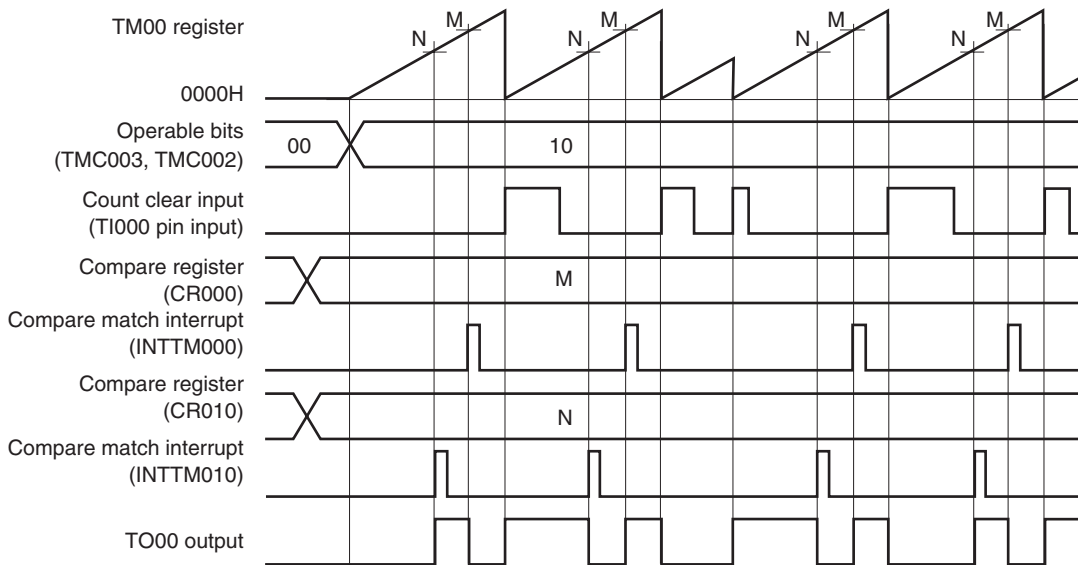 TM00 register
N M N M N M N M
0000H
Operable bits
(TMC003, TMC002)
00 10
Count clear input
(TI000 pin input)
Compare register
(CR000)
M
Compare match interrupt
(INTTM000)
Compare register
(CR010)
N
Compare match interrupt
(INTTM010)
TO00 output